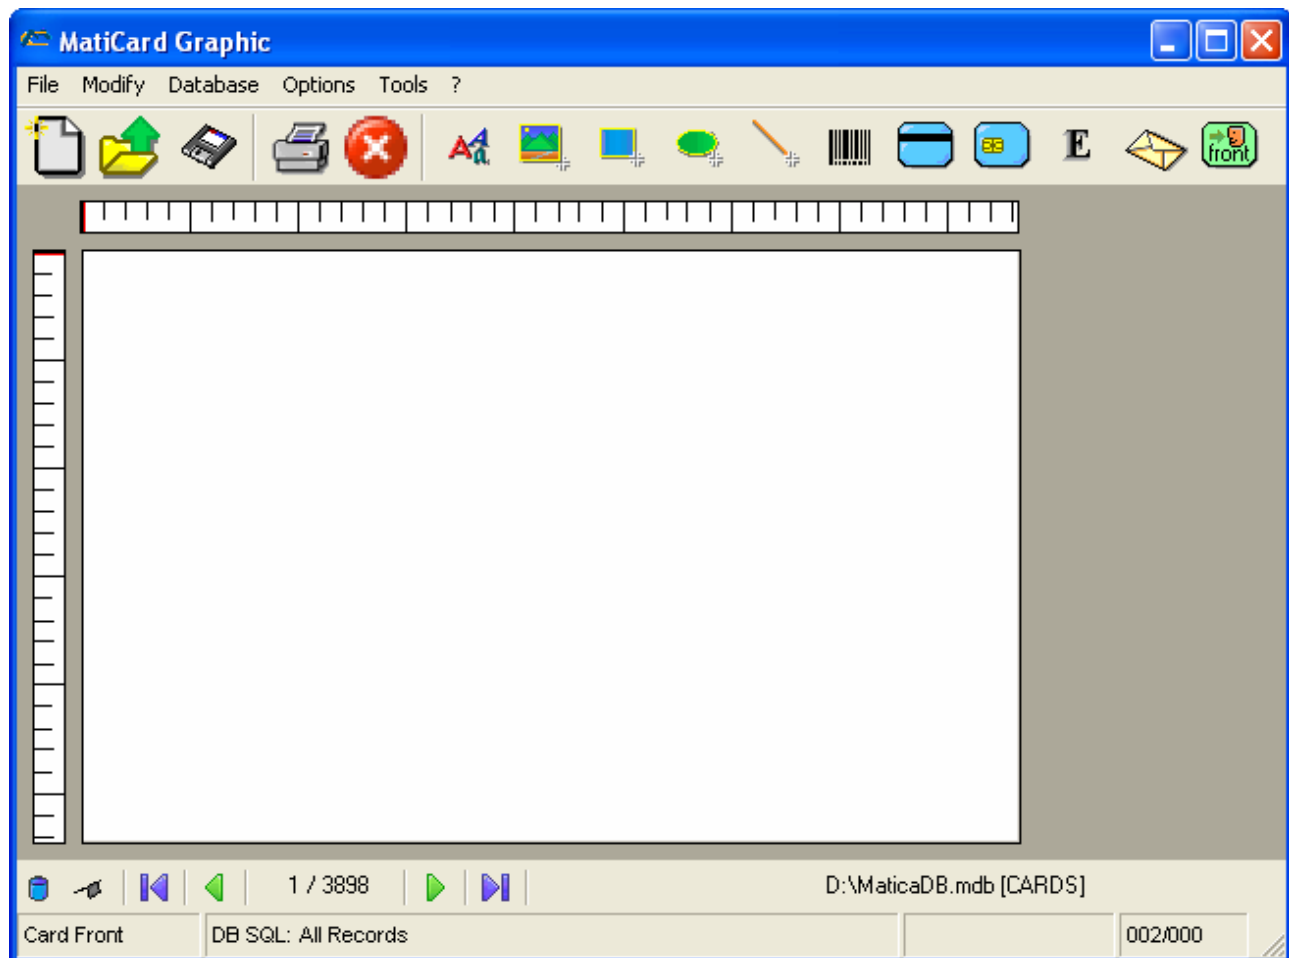 MatiCard Graphic
File Modify Database Options Tools ?
A A a E front
1 / 3898 D:\MaticaDB.mdb [CARDS]
Card Front DB SQL: All Records 002/000